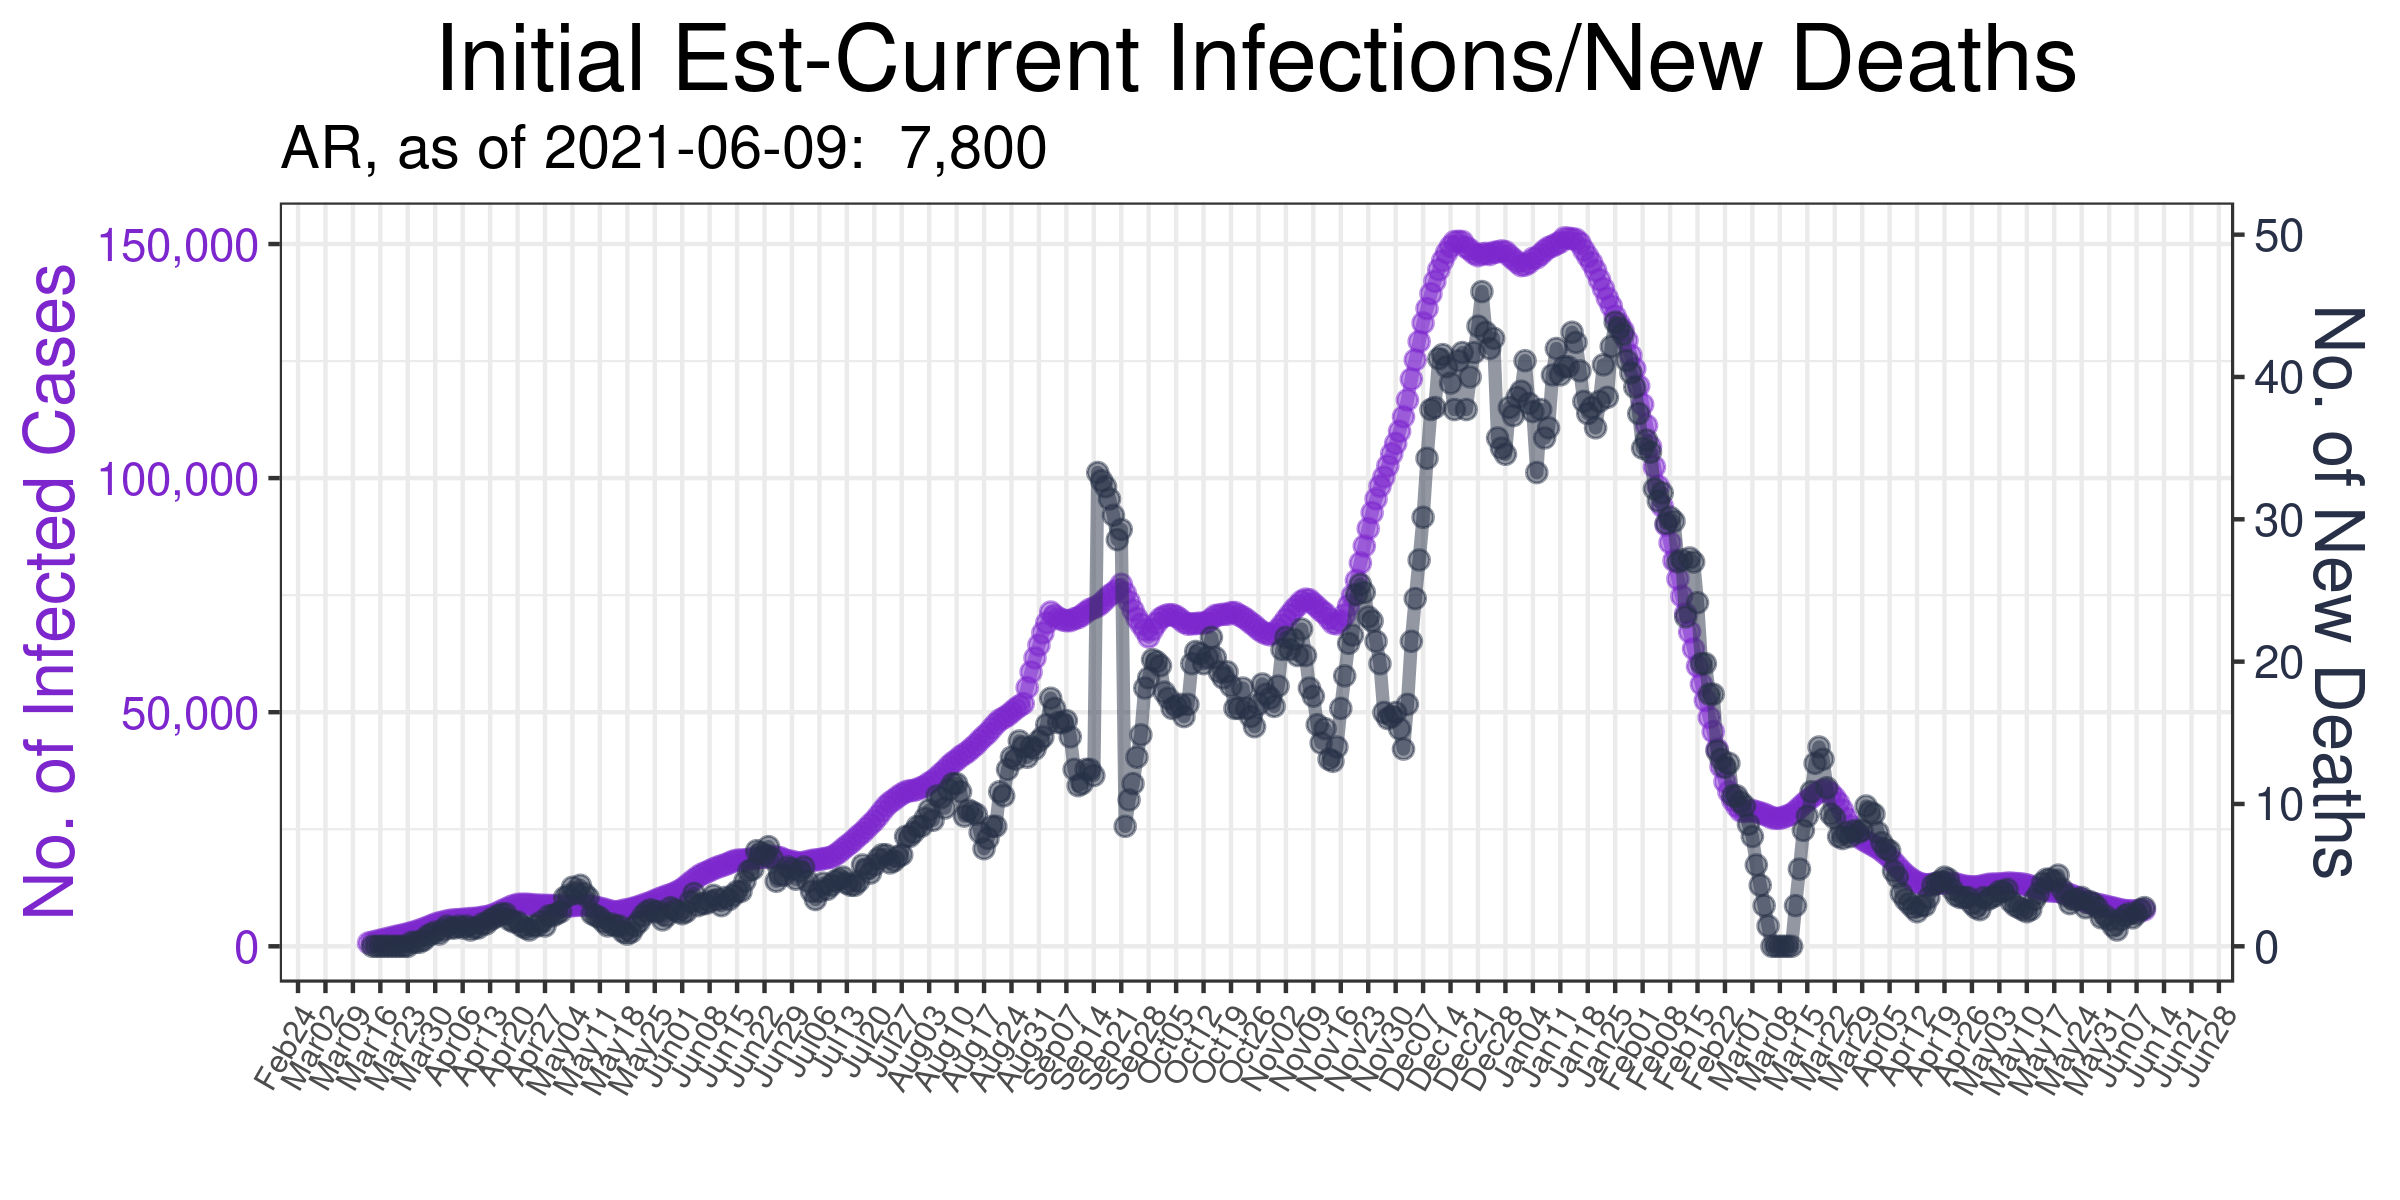 Initial Est-Current Infections/New Deaths
AR, as of 2021-06-09:  7,800
No. of Infected Cases
150,000
100,000
50,000
0
50
40
30
20
10
0
No. of New Deaths
Feb24
Mar02
Mar09
Mar16
Mar23
Mar30
Apr06
Apr13
Apr20
Apr27
May04
May11
May18
May25
Jun01
Jun08
Jun15
Jun22
Jun29
Jul06
Jul13
Jul20
Jul27
Aug03
Aug10
Aug17
Aug24
Aug31
Sep07
Sep14
Sep21
Sep28
Oct05
Oct12
Oct19
Oct26
Nov02
Nov09
Nov16
Nov23
Nov30
Dec07
Dec14
Dec21
Dec28
Jan04
Jan11
Jan18
Jan25
Feb01
Feb08
Feb15
Feb22
Mar01
Mar08
Mar15
Mar22
Mar29
Apr05
Apr12
Apr19
Apr26
May03
May10
May17
May24
May31
Jun07
Jun14
Jun21
Jun28